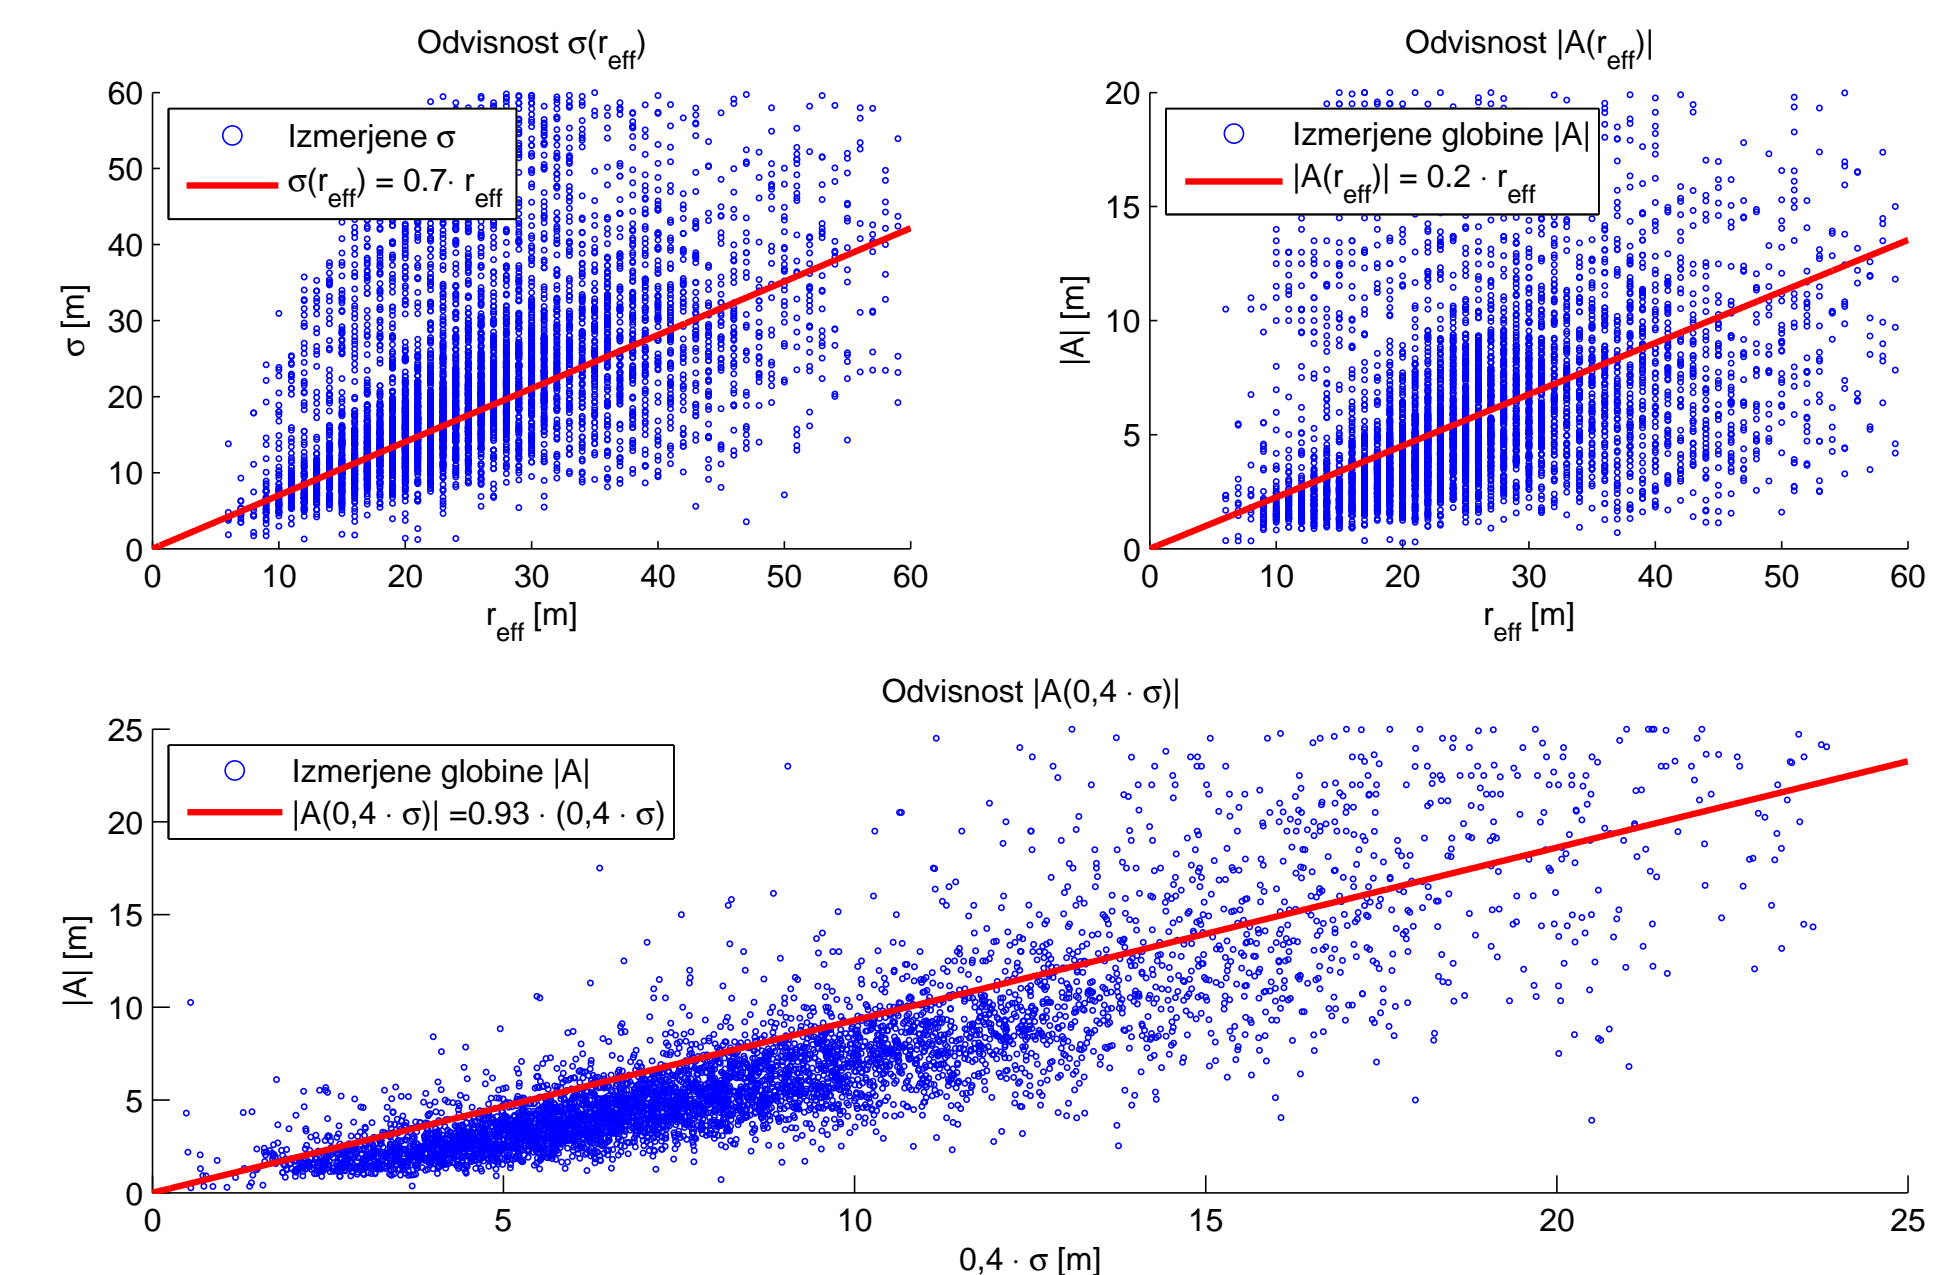 Odvisnost σ(r_eff)
60
50
40
30
20
10
0
σ [m]
Izmerjene σ
σ(r_eff) = 0.7· r_eff
0 10 20 30 40 50 60
r_eff [m]
Odvisnost |A(r_eff)|
20
15
10
5
0
|A| [m]
Izmerjene globine |A|
|A(r_eff)| = 0.2 · r_eff
0 10 20 30 40 50 60
r_eff [m]
Odvisnost |A(0,4 · σ)|
25
20
15
10
5
0
|A| [m]
Izmerjene globine |A|
|A(0,4 · σ)| =0.93 · (0,4 · σ)
0 5 10 15 20 25
0,4 · σ [m]